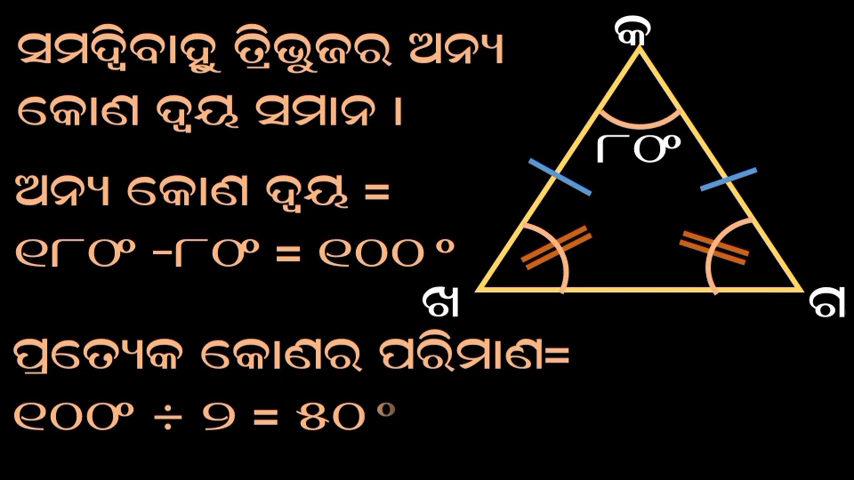 ସମଦ୍ୱିବାହୁ ତ୍ରିଭୁଜର ଅନ୍ୟ
କୋଣ ଦ୍ୱୟ ସମାନ ।
ଅନ୍ୟ କୋଣ ଦ୍ୱୟ =
୧୮୦° -୮୦° = ୧୦୦°
ପ୍ରତ୍ୟେକ କୋଣର ପରିମାଣ=
୧୦୦° ÷ ୨ = ୫୦°
କ
୮୦°
ଖ
ଗ